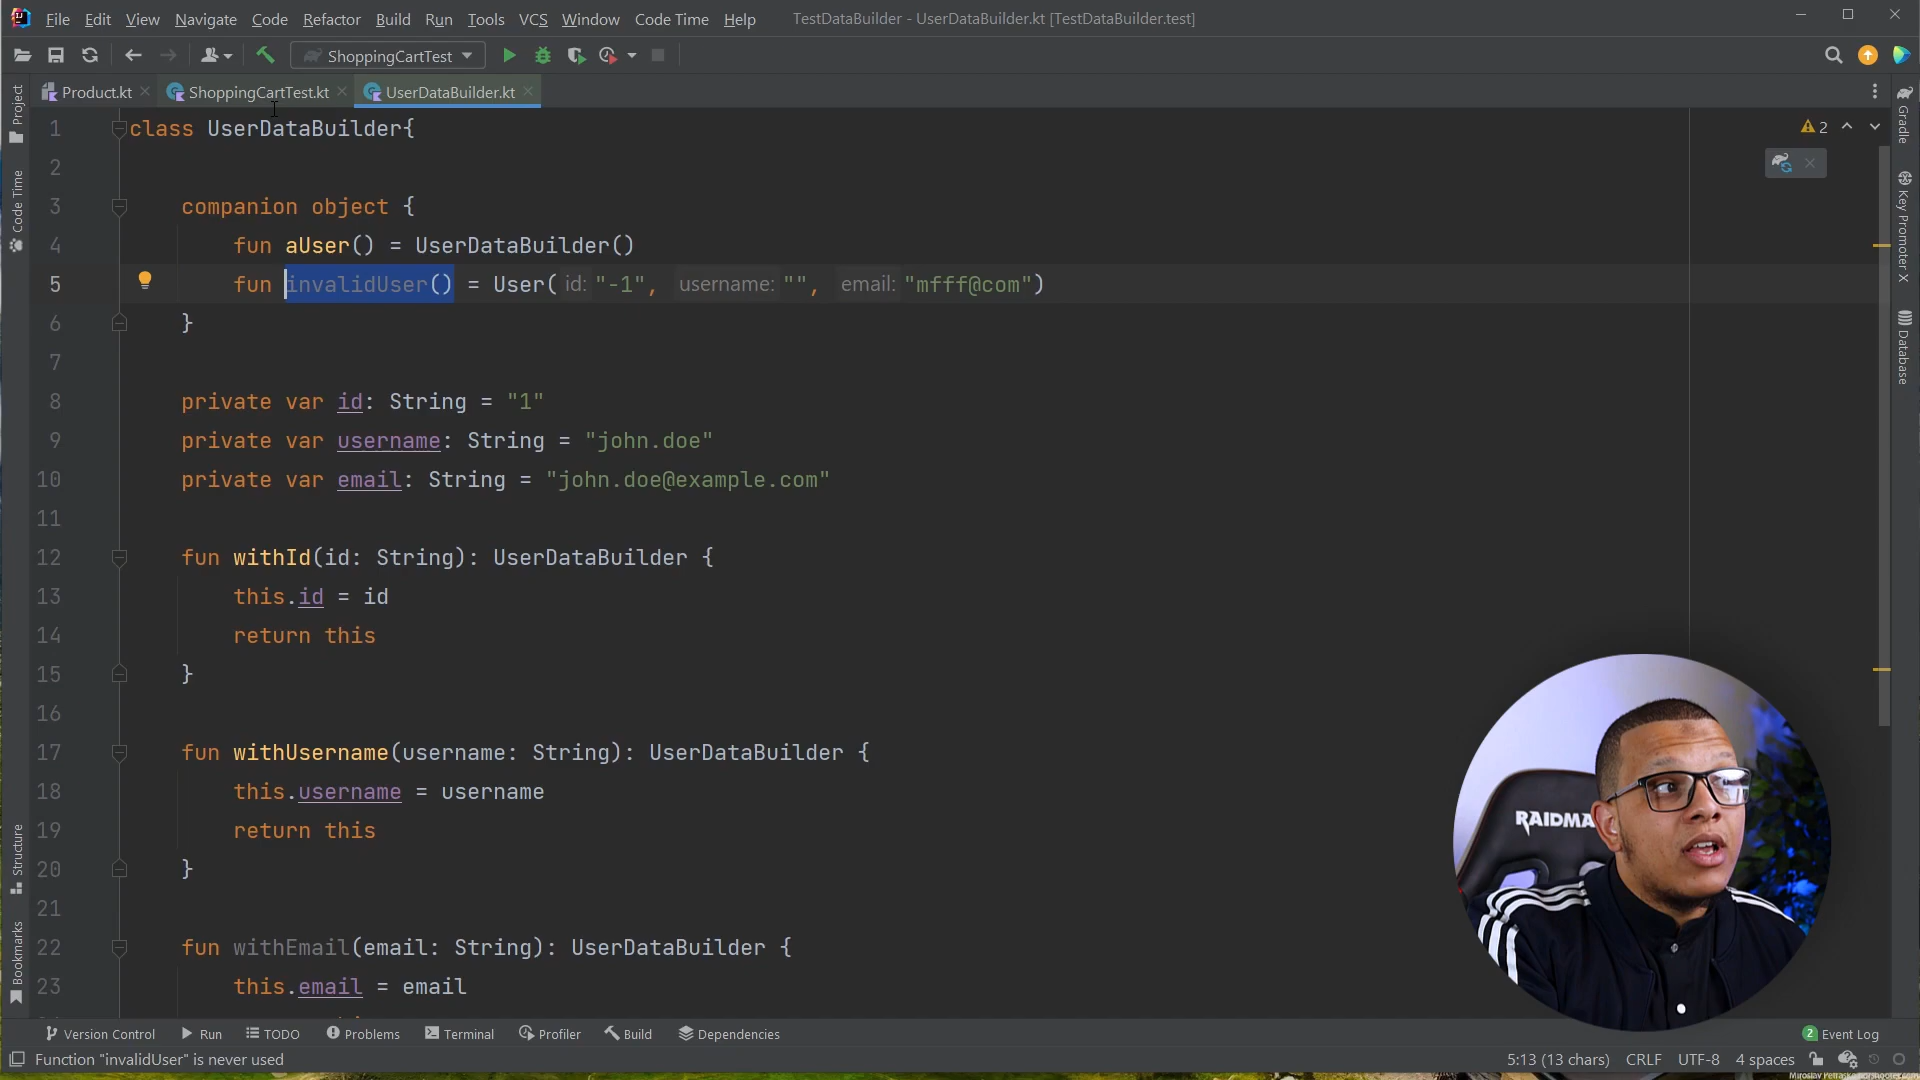 File Edit View Navigate Code Refactor Build Run Tools VCS Window Code Time Help TestDataBuilder - UserDataBuilder.kt [TestDataBuilder.test]
ShoppingCartTest
Product.kt ShoppingCartTest.kt UserDataBuilder.kt
Project
Code Time
Structure
Bookmarks
1 class UserDataBuilder{
2
3 companion object {
4 fun aUser() = UserDataBuilder()
5 fun invalidUser() = User( id: "-1", username: "", email: "mfff@com")
6 }
7
8 private var id: String = "1"
9 private var username: String = "john.doe"
10 private var email: String = "john.doe@example.com"
11
12 fun withId(id: String): UserDataBuilder {
13 this.id = id
14 return this
15 }
16
17 fun withUsername(username: String): UserDataBuilder {
18 this.username = username
19 return this
20 }
21
22 fun withEmail(email: String): UserDataBuilder {
23 this.email = email
2
Gradle
Key Promoter X
Database
RAIDMA
Version Control Run TODO Problems Terminal Profiler Build Dependencies 2 Event Log
Function "invalidUser" is never used 5:13 (13 chars) CRLF UTF-8 4 spaces